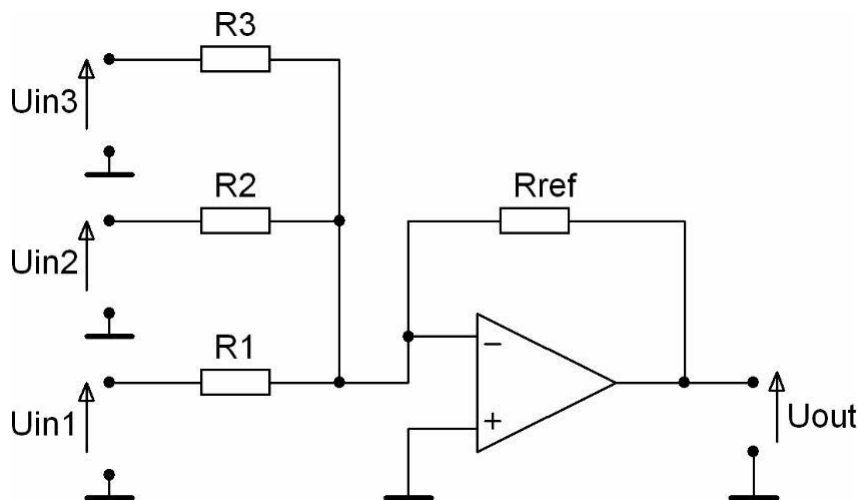 R3
Uin3
R2
Rref
Uin2
R1
−
+
Uin1
Uout